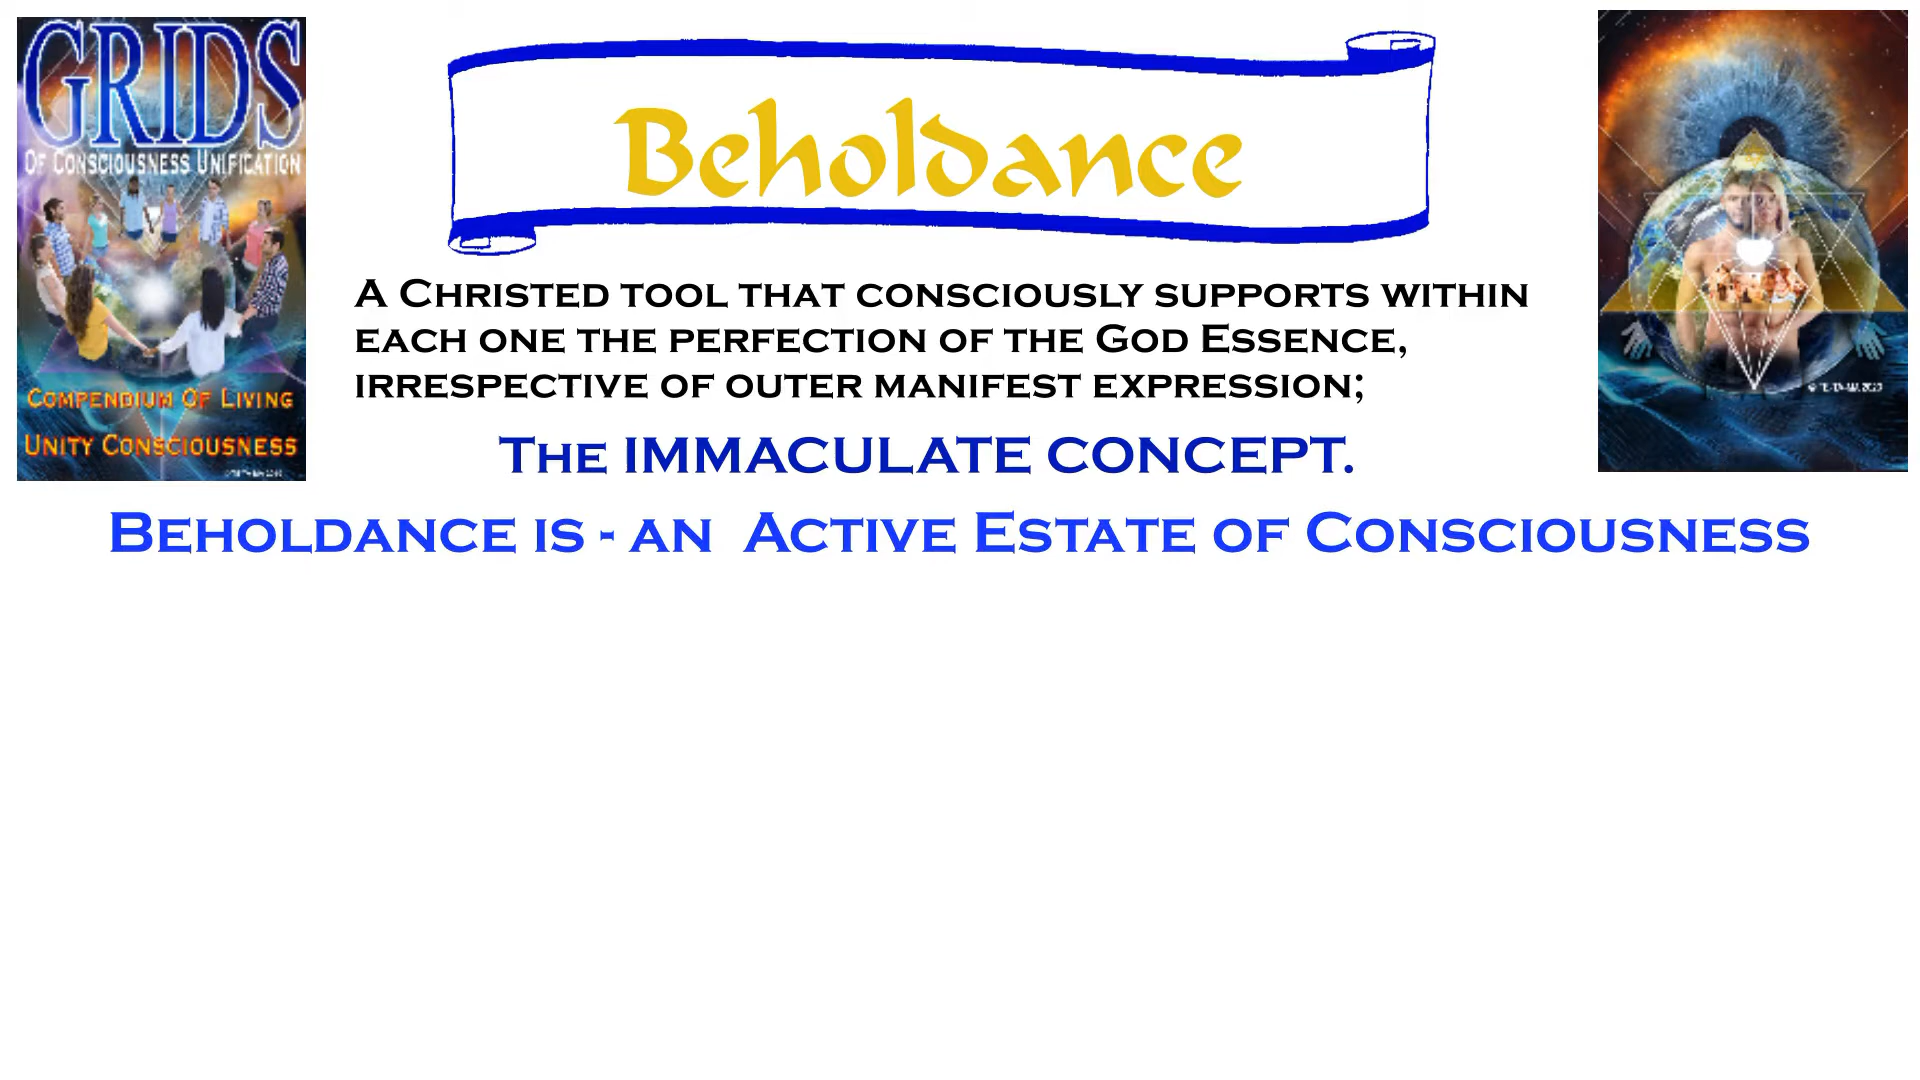 GRIDS
OF CONSCIOUSNESS UNIFICATION
COMPENDIUM OF LIVING
UNITY CONSCIOUSNESS
Beholdance
A CHRISTED TOOL THAT CONSCIOUSLY SUPPORTS WITHIN
EACH ONE THE PERFECTION OF THE GOD ESSENCE,
IRRESPECTIVE OF OUTER MANIFEST EXPRESSION;
THE IMMACULATE CONCEPT.
BEHOLDANCE IS - AN ACTIVE ESTATE OF CONSCIOUSNESS